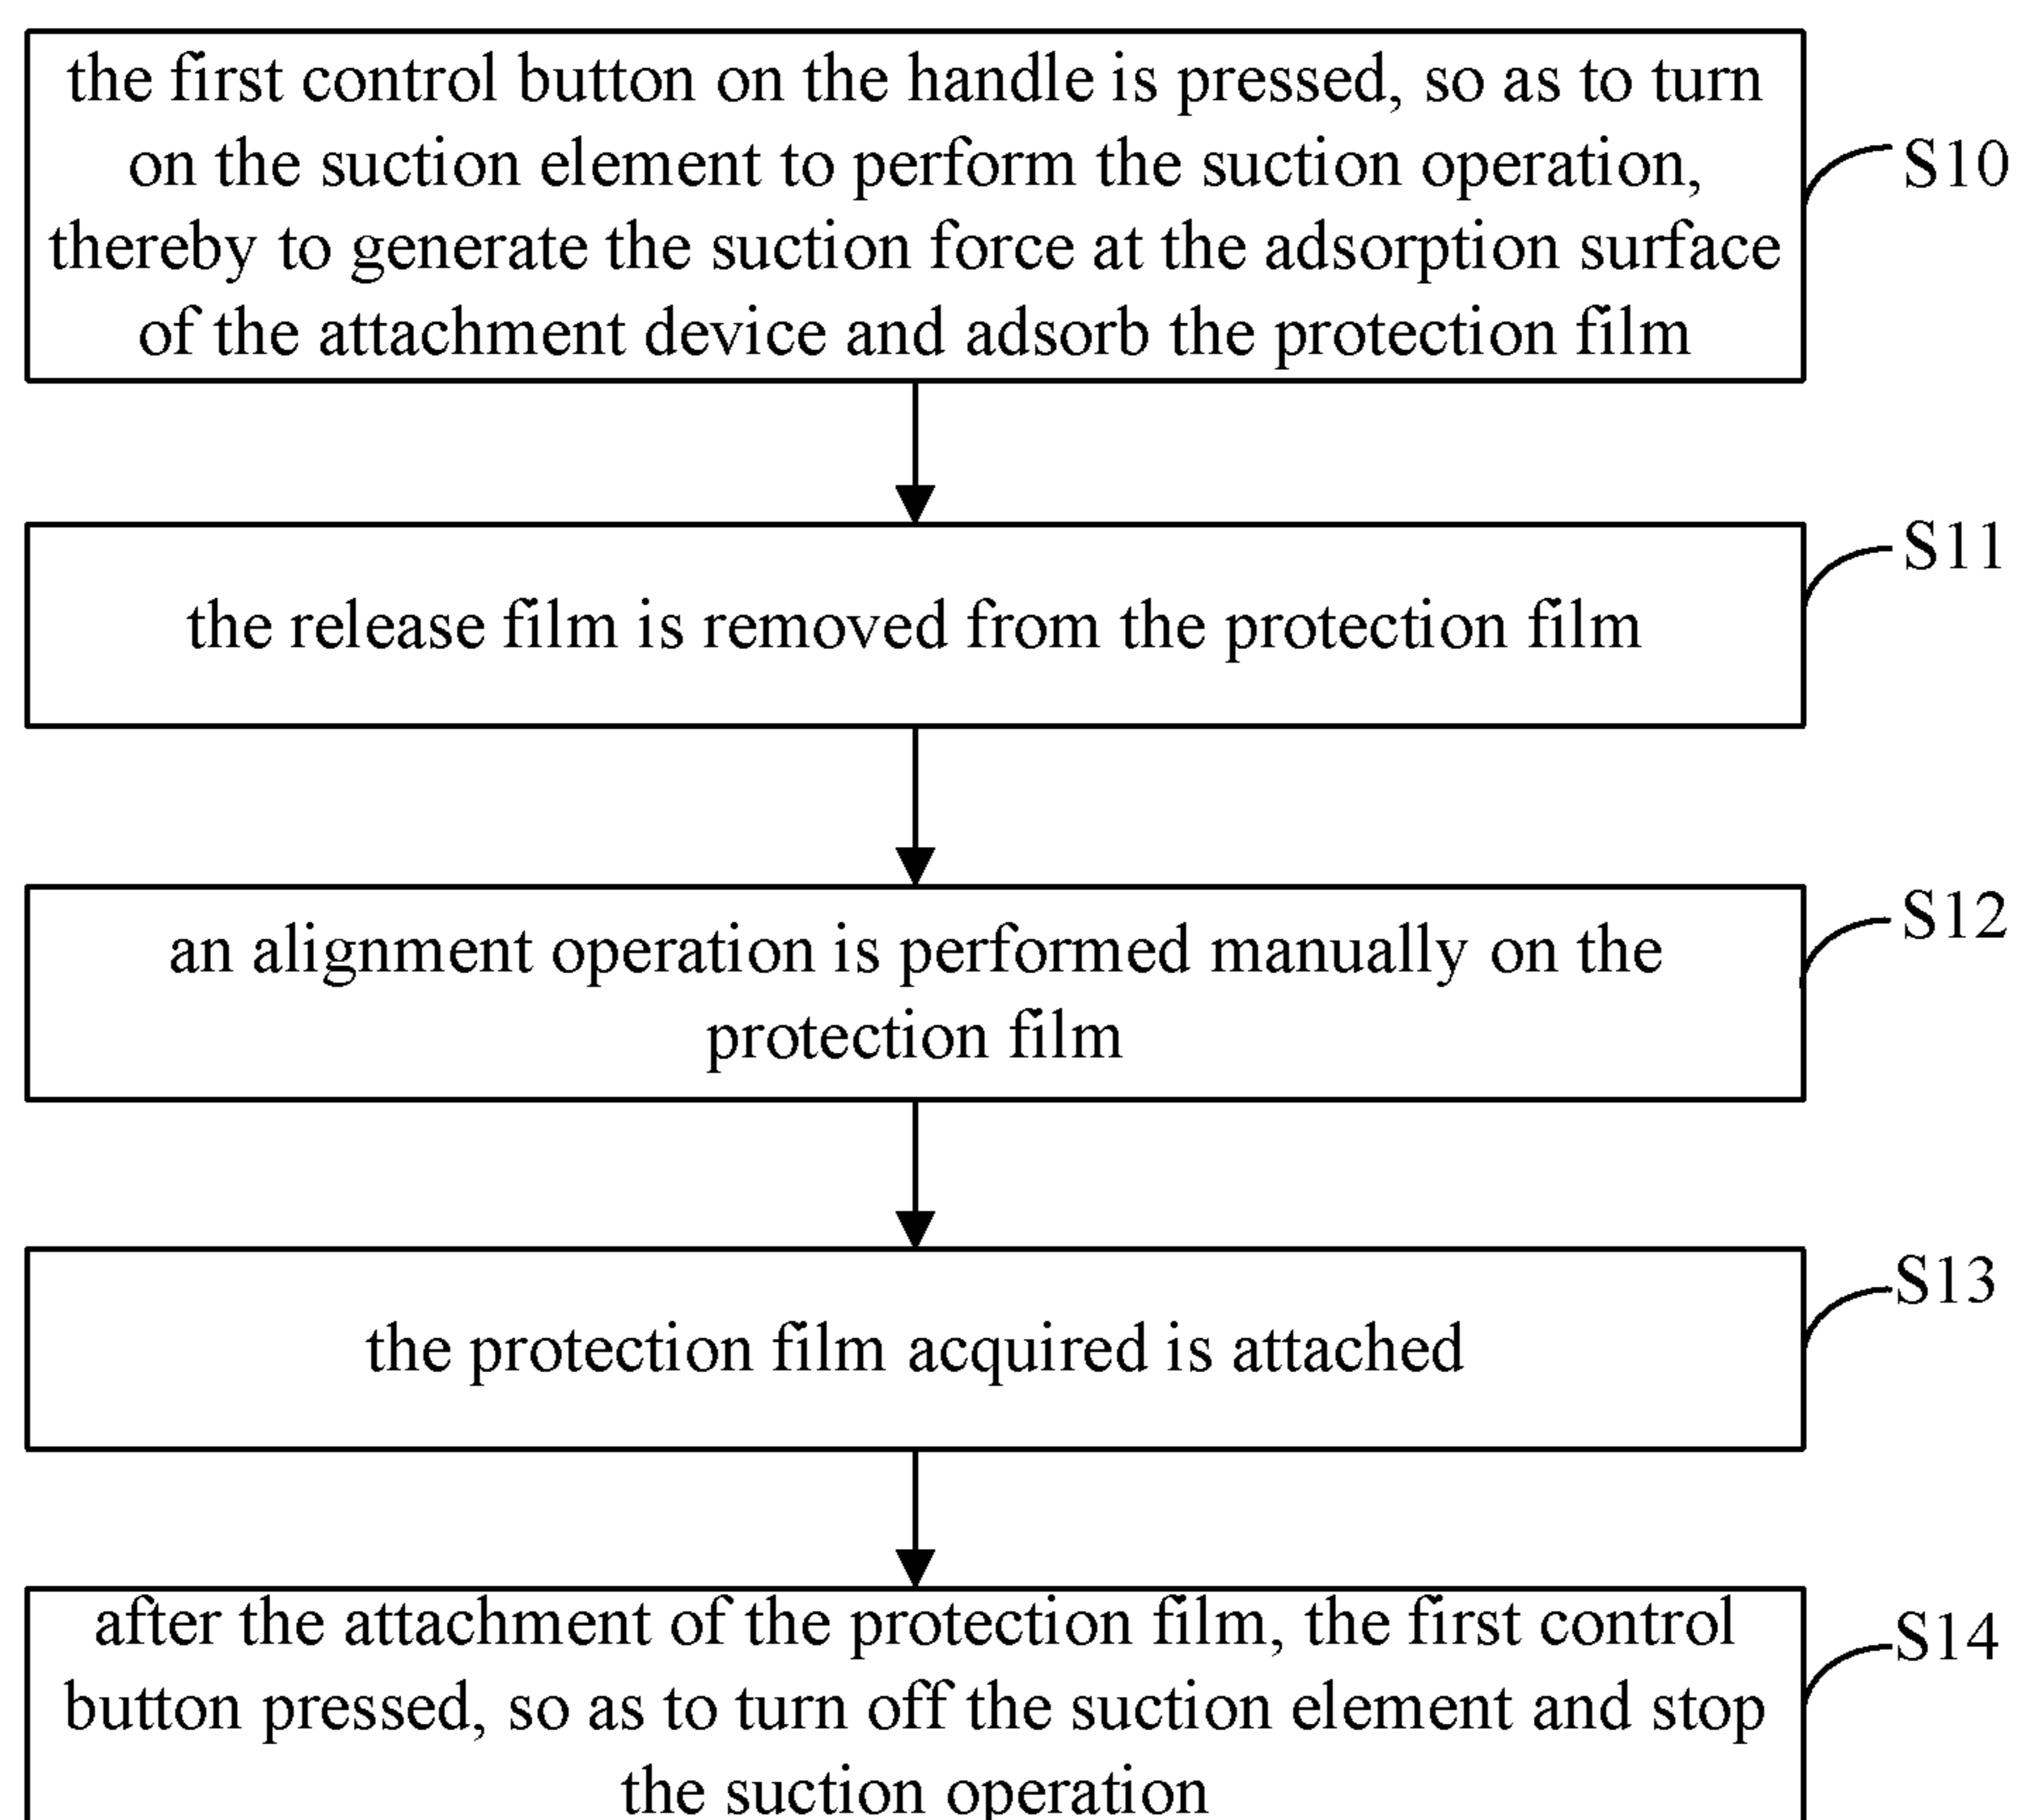 the first control button on the handle is pressed, so as to turn
on the suction element to perform the suction operation,
thereby to generate the suction force at the adsorption surface
of the attachment device and adsorb the protection film
S10
the release film is removed from the protection film
S11
an alignment operation is performed manually on the
protection film
S12
the protection film acquired is attached
S13
after the attachment of the protection film, the first control
button pressed, so as to turn off the suction element and stop
the suction operation
S14